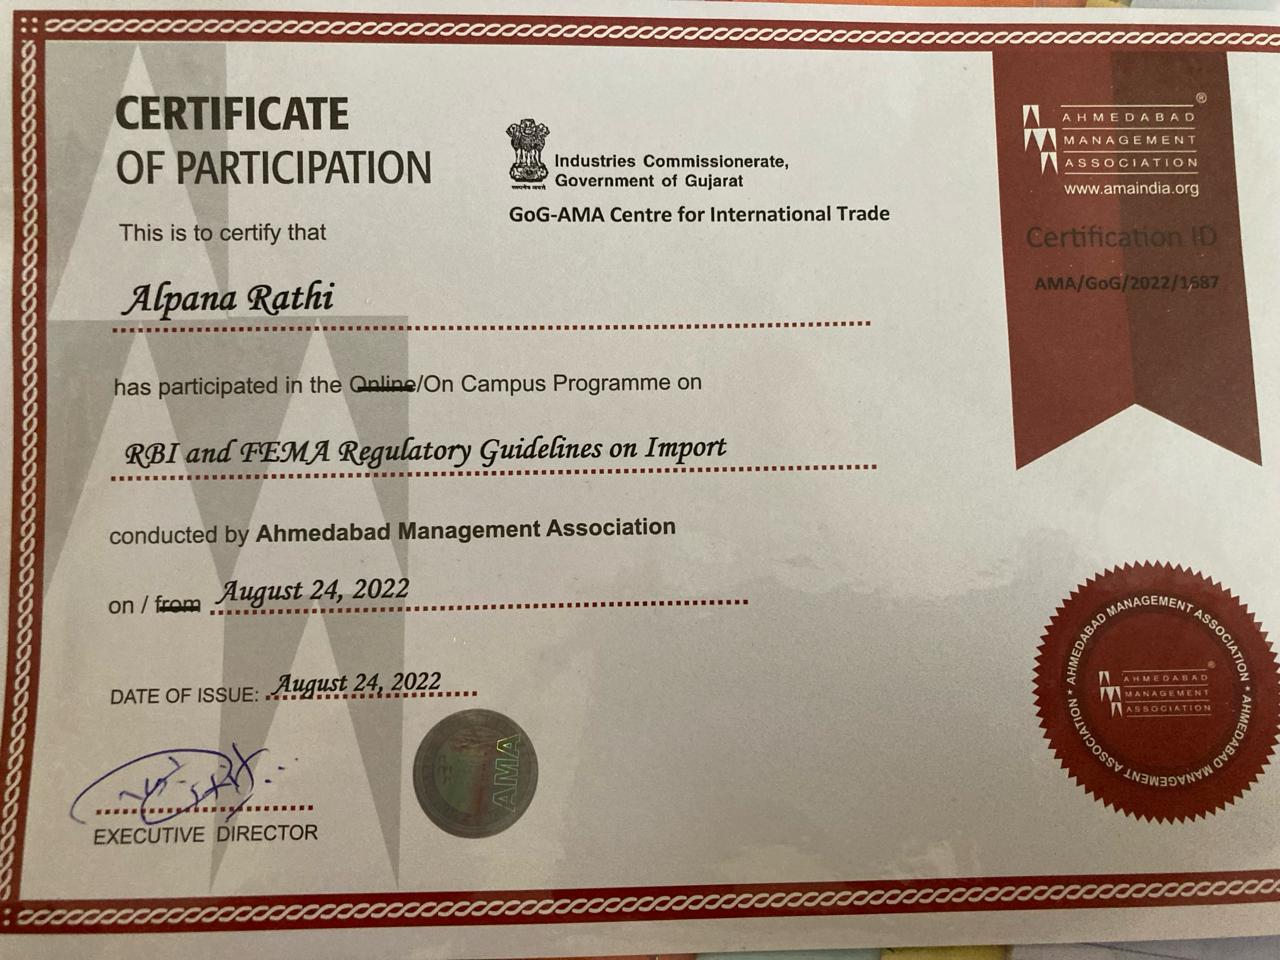 CERTIFICATE
OF PARTICIPATION
Industries Commissionerate,
Government of Gujarat
GoG-AMA Centre for International Trade
AHMEDABAD
MANAGEMENT
ASSOCIATION
®
www.amaindia.org
Certification ID
AMA/GoG/2022/1687
This is to certify that
Alpana Rathi
has participated in the Online/On Campus Programme on
RBI and FEMA Regulatory Guidelines on Import
conducted by Ahmedabad Management Association
on / from August 24, 2022
DATE OF ISSUE: August 24, 2022
EXECUTIVE DIRECTOR
AMA
AHMEDABAD MANAGEMENT ASSOCIATION * AHMEDABAD MANAGEMENT ASSOCIATION *
AHMEDABAD
MANAGEMENT
ASSOCIATION
®